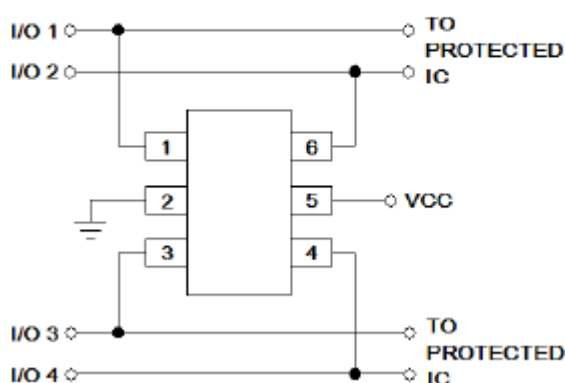 I/O 1
TO
PROTECTED
IC
I/O 2
1
6
2
5
VCC
3
4
I/O 3
TO
PROTECTED
IC
I/O 4